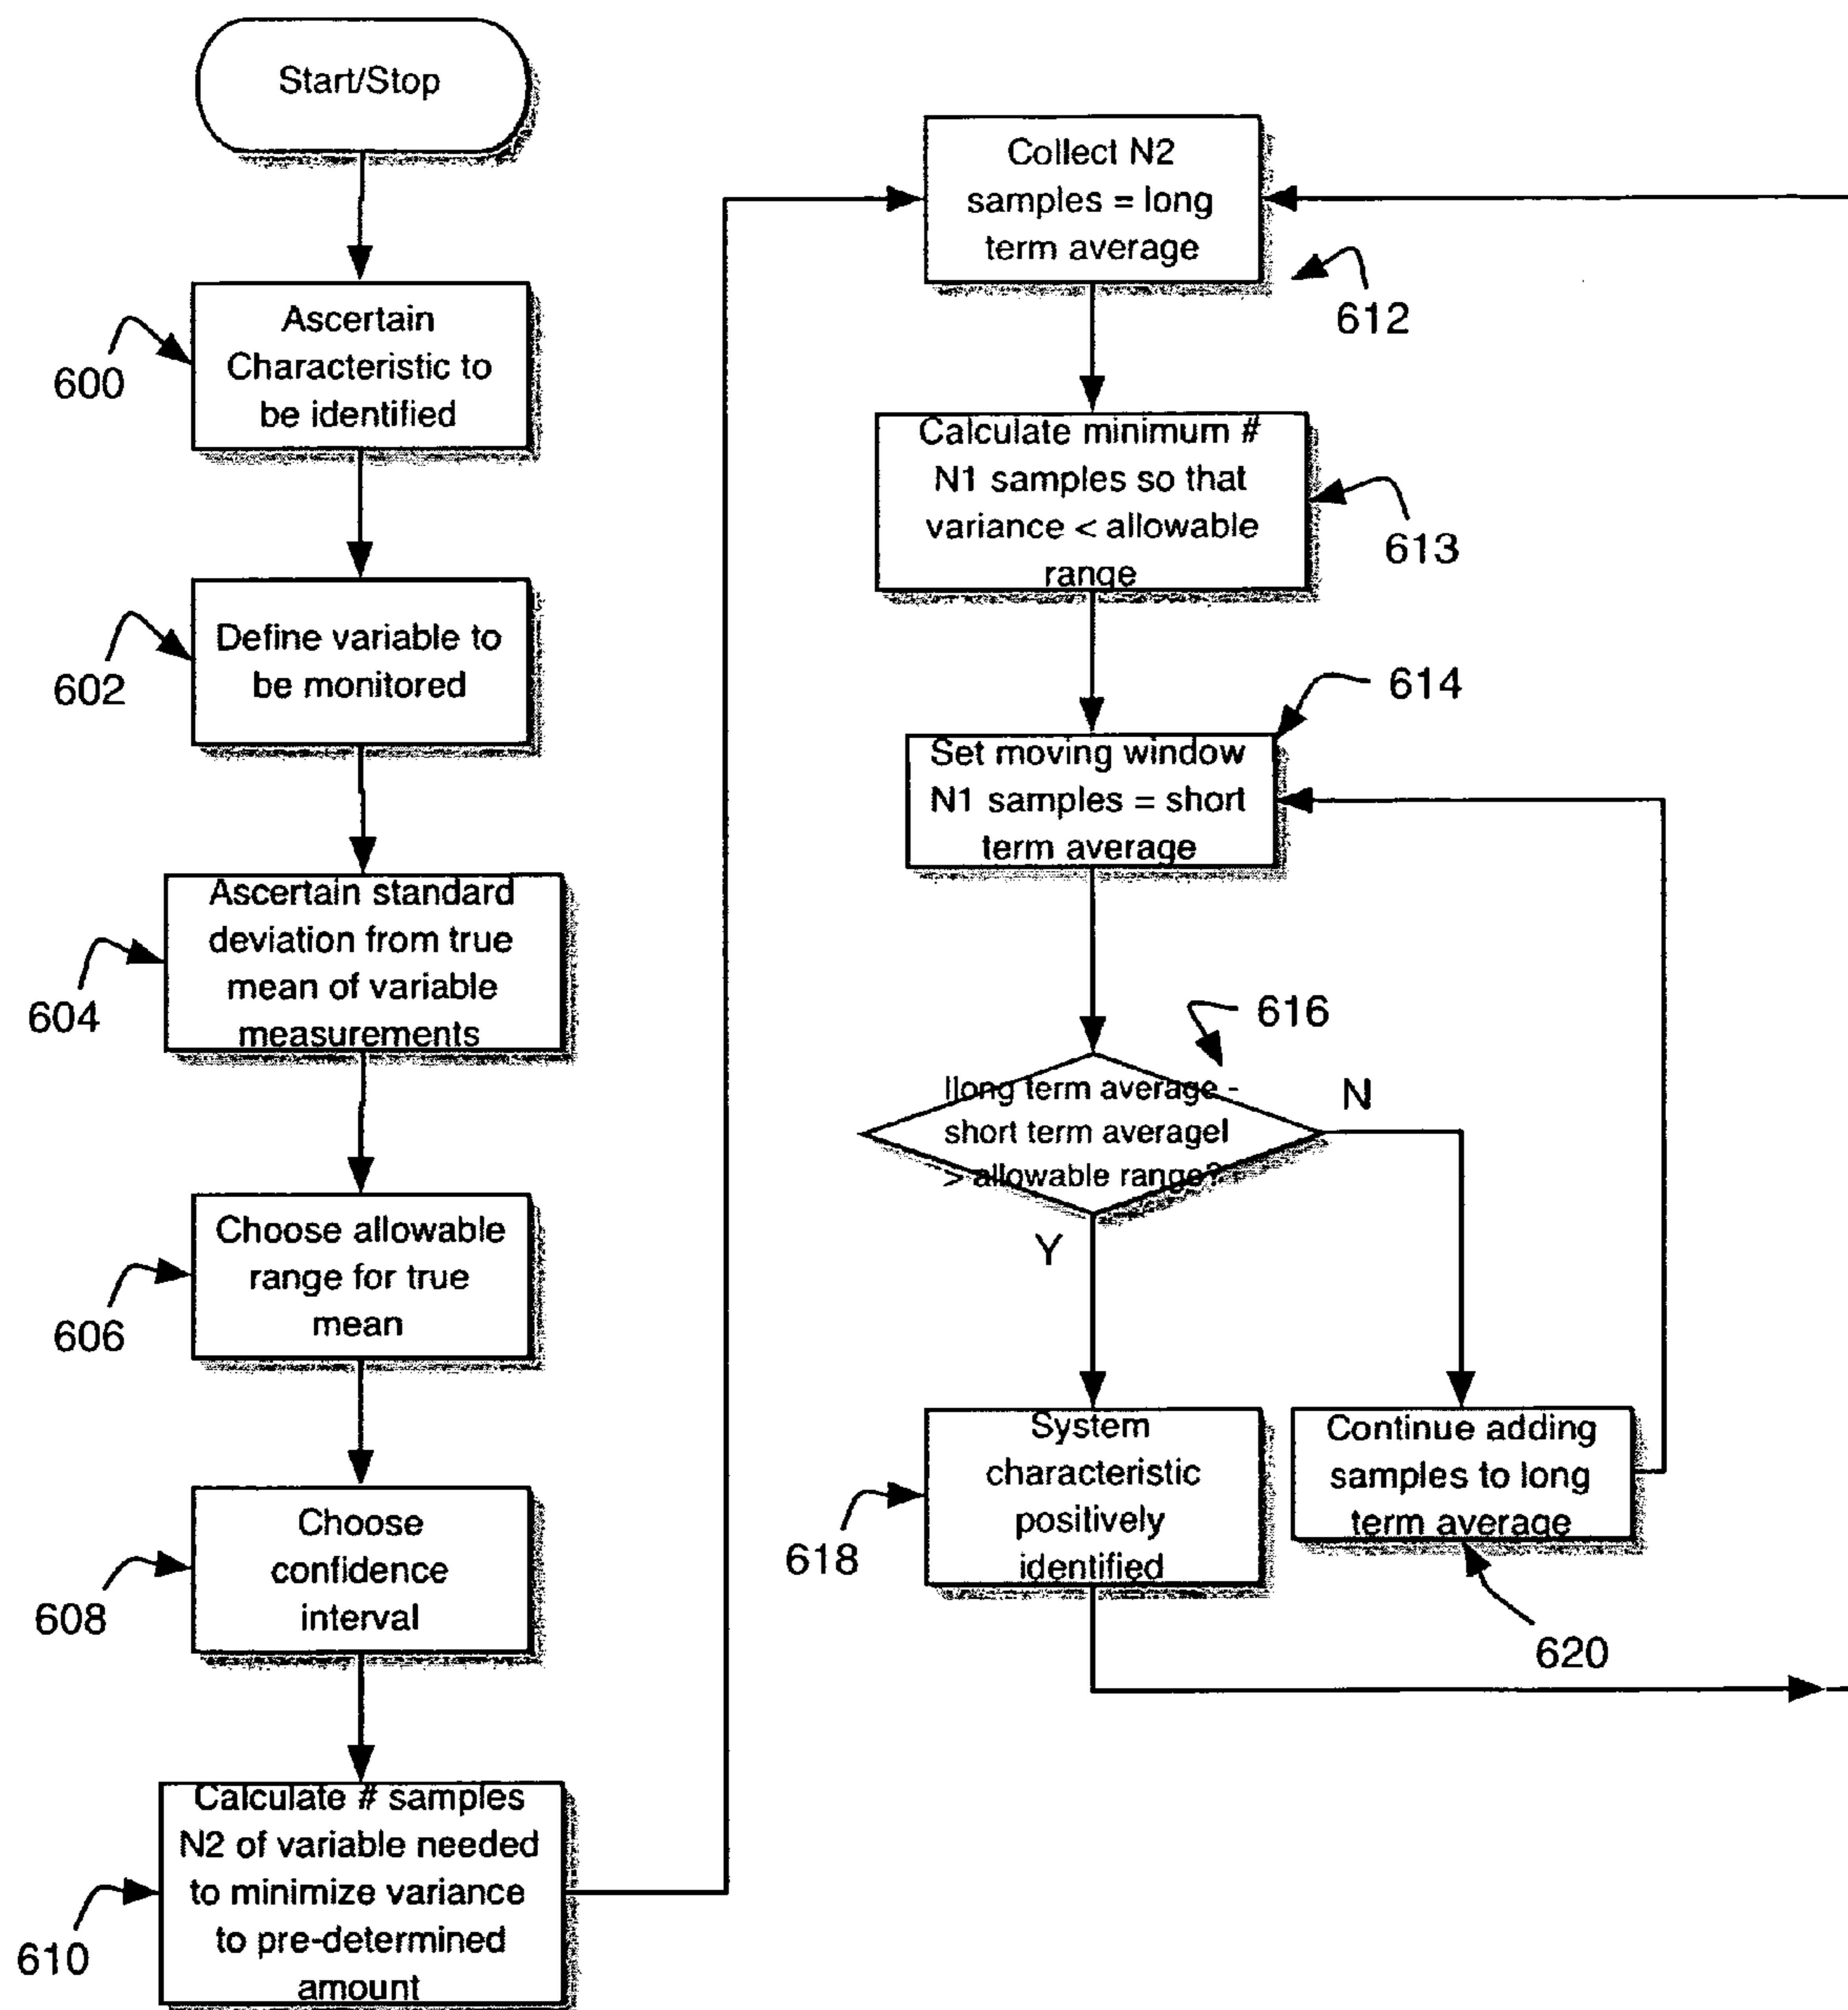 Start/Stop
Ascertain
Characteristic to
be identified
600
Define variable to
be monitored
602
Ascertain standard
deviation from true
mean of variable
measurements
604
Choose allowable
range for true
mean
606
Choose
confidence
interval
608
Calculate # samples
N2 of variable needed
to minimize variance
to pre-determined
amount
610
Collect N2
samples = long
term average
612
Calculate minimum #
N1 samples so that
variance < allowable
range
613
614
Set moving window
N1 samples = short
term average
616
|long term average -
short term average|
> allowable range?
N
Y
System
characteristic
positively
identified
618
Continue adding
samples to long
term average
620